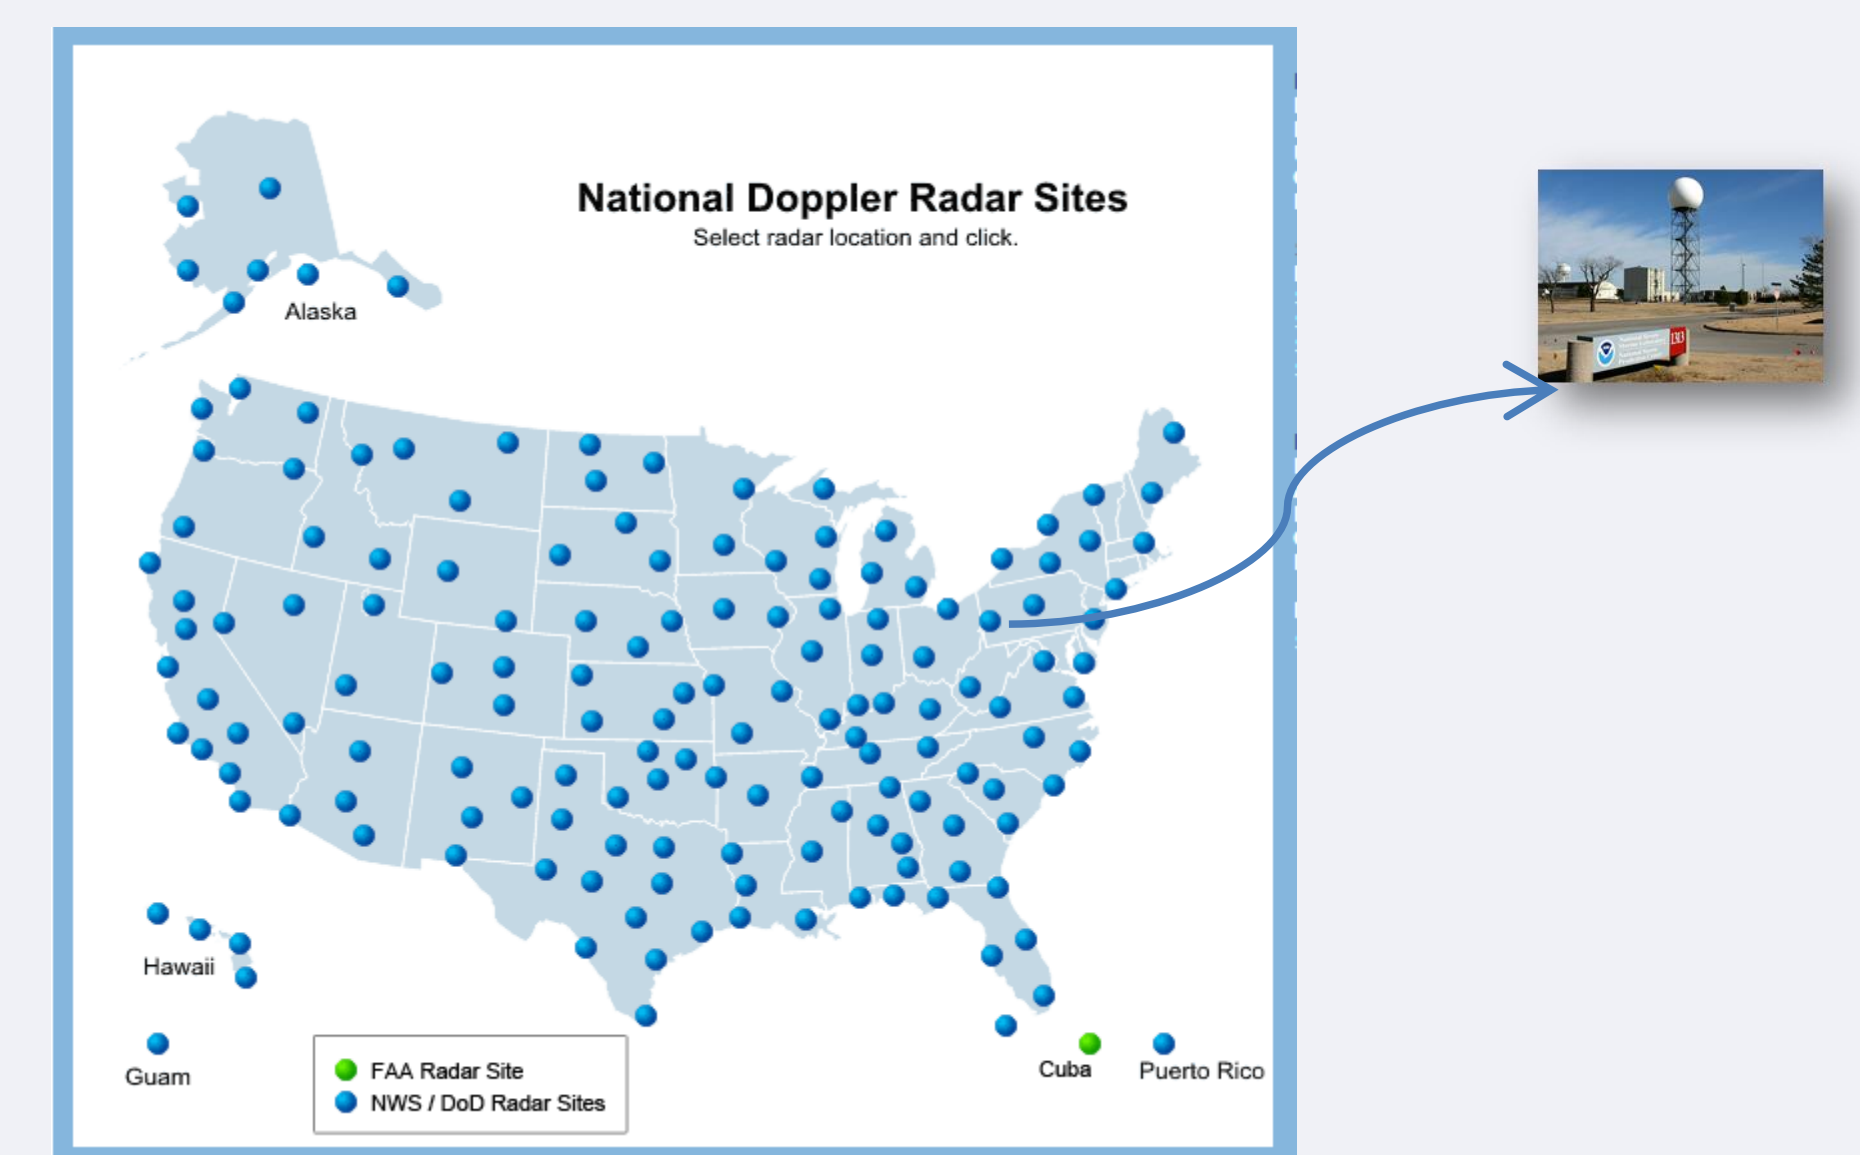 National Doppler Radar Sites
Select radar location and click.
Alaska
Hawaii
Guam
FAA Radar Site
NWS / DoD Radar Sites
Cuba
Puerto Rico
1313